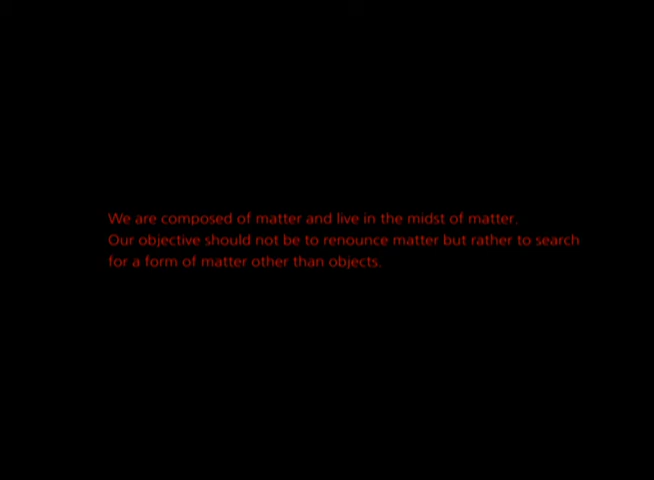 We are composed of matter and live in the midst of matter.
Our objective should not be to renounce matter but rather to search
for a form of matter other than objects.